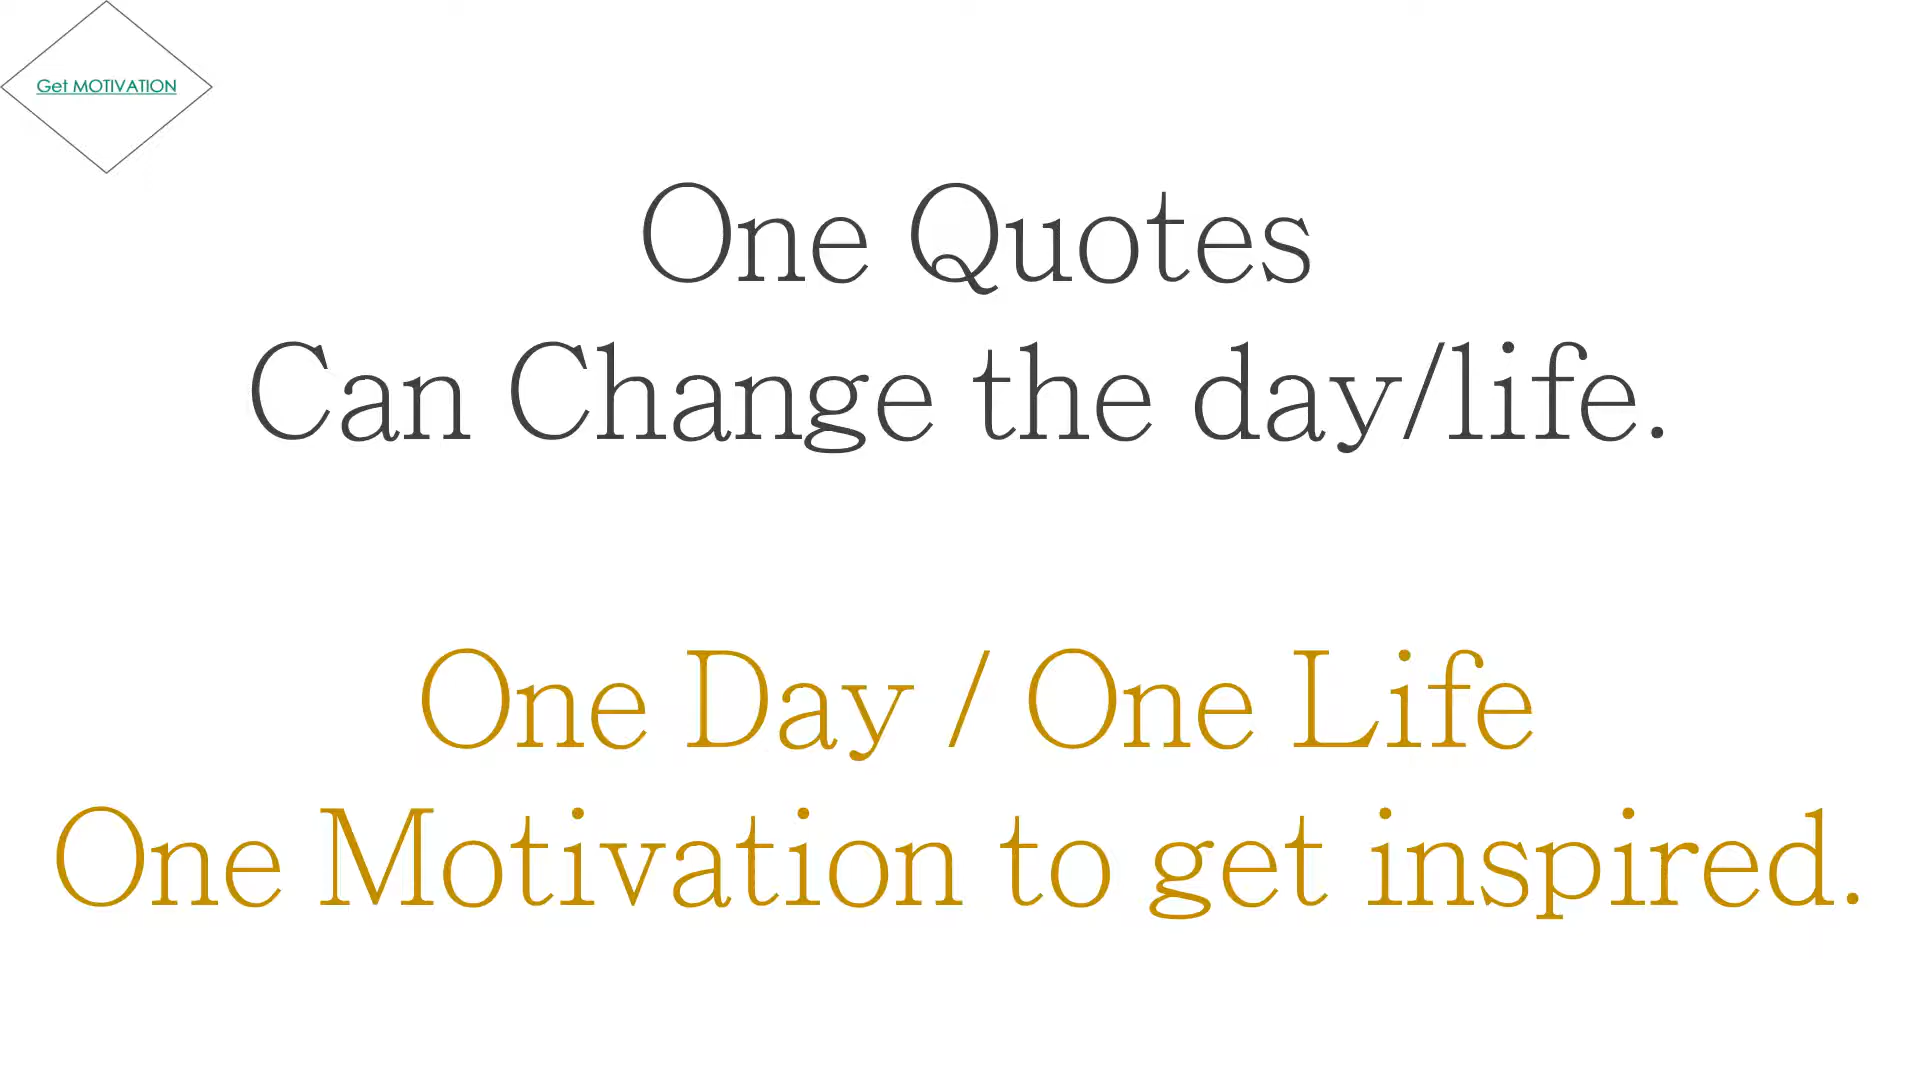 Get MOTIVATION
One Quotes
Can Change the day/life.
One Day / One Life
One Motivation to get inspired.